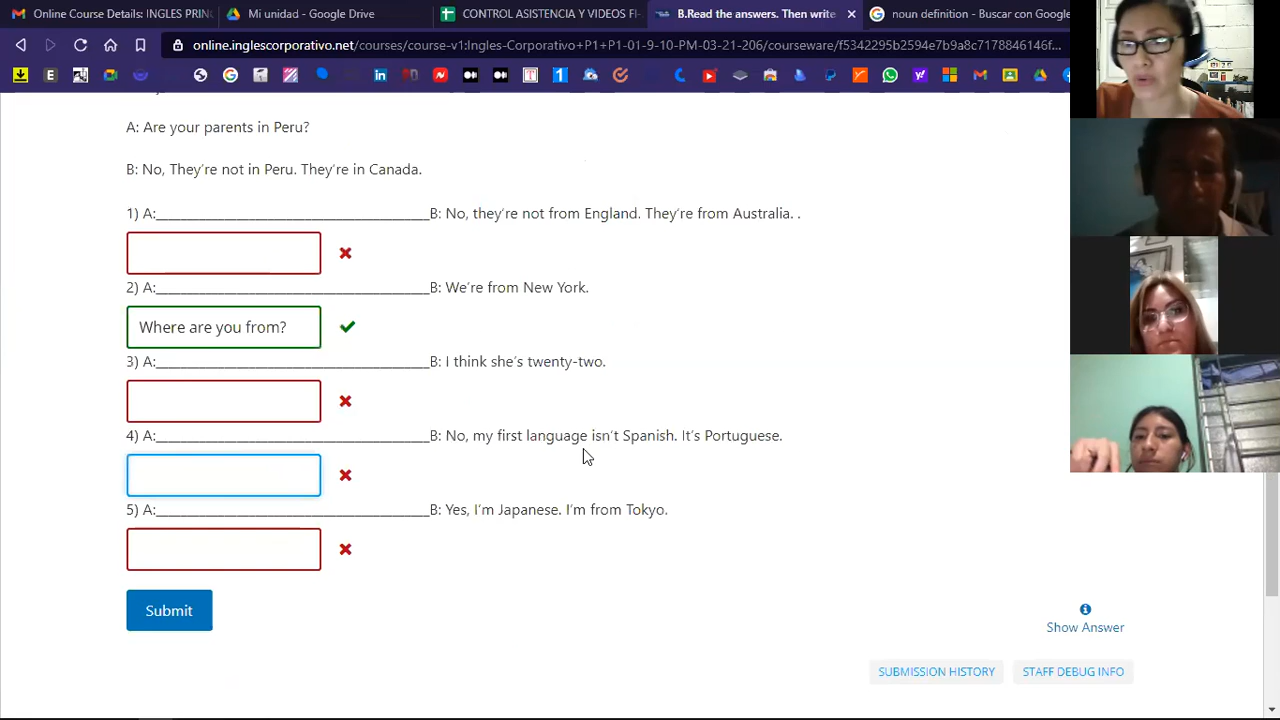 Online Course Details: INGLES PRIN
Mi unidad - Google Drive
CONTROL ASISTENCIA Y VIDEOS FI-
B.Read the answers. Then write
noun definition - Buscar con Google
online.inglescorporativo.net/courses/course-v1:Ingles-Corporativo+P1+P1-01-9-10-PM-03-21-206/courseware/f5342295b2594e7b9a8c7178846146f...
A: Are your parents in Peru?
B: No, They're not in Peru. They're in Canada.
1) A:__________________________________B: No, they're not from England. They're from Australia. .
2) A:__________________________________B: We're from New York.
Where are you from?
3) A:__________________________________B: I think she's twenty-two.
4) A:__________________________________B: No, my first language isn't Spanish. It's Portuguese.
5) A:__________________________________B: Yes, I'm Japanese. I'm from Tokyo.
Submit
Show Answer
SUBMISSION HISTORY
STAFF DEBUG INFO